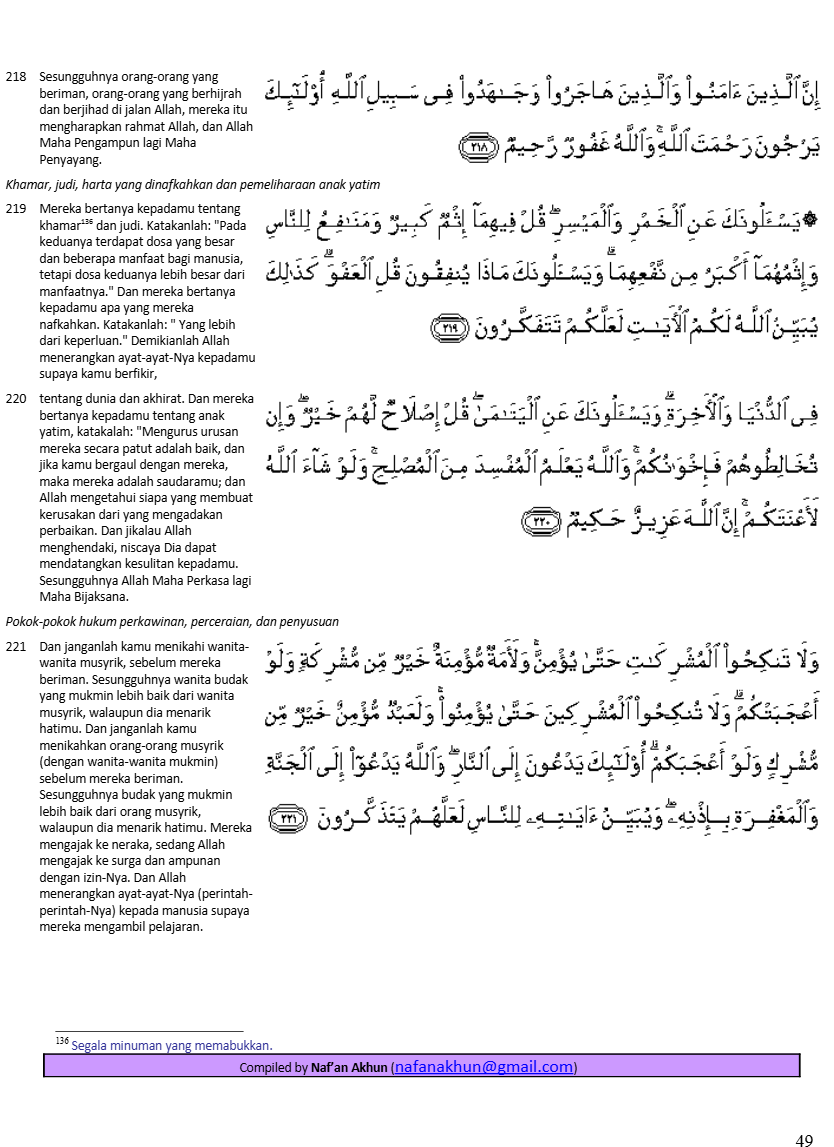 218 Sesungguhnya orang-orang yang
beriman, orang-orang yang berhijrah
dan berjihad di jalan Allah, mereka itu
mengharapkan rahmat Allah, dan Allah
Maha Pengampun lagi Maha
Penyayang.
إِنَّ ٱلَّذِينَ ءَامَنُوا۟ وَٱلَّذِينَ هَاجَرُوا۟ وَجَـٰهَدُوا۟ فِى سَبِيلِ ٱللَّهِ أُو۟لَـٰٓئِكَ
يَرْجُونَ رَحْمَتَ ٱللَّهِ ۚ وَٱللَّهُ غَفُورٌ رَّحِيمٌ ٢١٨
Khamar, judi, harta yang dinafkahkan dan pemeliharaan anak yatim
219 Mereka bertanya kepadamu tentang
khamar136 dan judi. Katakanlah: "Pada
keduanya terdapat dosa yang besar
dan beberapa manfaat bagi manusia,
tetapi dosa keduanya lebih besar dari
manfaatnya." Dan mereka bertanya
kepadamu apa yang mereka
nafkahkan. Katakanlah: " Yang lebih
dari keperluan." Demikianlah Allah
menerangkan ayat-ayat-Nya kepadamu
supaya kamu berfikir,
۞ يَسْـَٔلُونَكَ عَنِ ٱلْخَمْرِ وَٱلْمَيْسِرِ ۖ قُلْ فِيهِمَآ إِثْمٌ كَبِيرٌ وَمَنَـٰفِعُ لِلنَّاسِ
وَإِثْمُهُمَآ أَكْبَرُ مِن نَّفْعِهِمَا ۗ وَيَسْـَٔلُونَكَ مَاذَا يُنفِقُونَ قُلِ ٱلْعَفْوَ ۗ كَذَٰلِكَ
يُبَيِّنُ ٱللَّهُ لَكُمُ ٱلْـَٔايَـٰتِ لَعَلَّكُمْ تَتَفَكَّرُونَ ٢١٩
220 tentang dunia dan akhirat. Dan mereka
bertanya kepadamu tentang anak
yatim, katakalah: "Mengurus urusan
mereka secara patut adalah baik, dan
jika kamu bergaul dengan mereka,
maka mereka adalah saudaramu; dan
Allah mengetahui siapa yang membuat
kerusakan dari yang mengadakan
perbaikan. Dan jikalau Allah
menghendaki, niscaya Dia dapat
mendatangkan kesulitan kepadamu.
Sesungguhnya Allah Maha Perkasa lagi
Maha Bijaksana.
فِى ٱلدُّنْيَا وَٱلْـَٔاخِرَةِ ۗ وَيَسْـَٔلُونَكَ عَنِ ٱلْيَتَـٰمَىٰ ۖ قُلْ إِصْلَاحٌ لَّهُمْ خَيْرٌ ۖ وَإِن
تُخَالِطُوهُمْ فَإِخْوَٰنُكُمْ ۚ وَٱللَّهُ يَعْلَمُ ٱلْمُفْسِدَ مِنَ ٱلْمُصْلِحِ ۚ وَلَوْ شَآءَ ٱللَّهُ
لَأَعْنَتَكُمْ ۚ إِنَّ ٱللَّهَ عَزِيزٌ حَكِيمٌ ٢٢٠
Pokok-pokok hukum perkawinan, perceraian, dan penyusuan
221 Dan janganlah kamu menikahi wanita-
wanita musyrik, sebelum mereka
beriman. Sesungguhnya wanita budak
yang mukmin lebih baik dari wanita
musyrik, walaupun dia menarik
hatimu. Dan janganlah kamu
menikahkan orang-orang musyrik
(dengan wanita-wanita mukmin)
sebelum mereka beriman.
Sesungguhnya budak yang mukmin
lebih baik dari orang musyrik,
walaupun dia menarik hatimu. Mereka
mengajak ke neraka, sedang Allah
mengajak ke surga dan ampunan
dengan izin-Nya. Dan Allah
menerangkan ayat-ayat-Nya (perintah-
perintah-Nya) kepada manusia supaya
mereka mengambil pelajaran.
وَلَا تَنكِحُوا۟ ٱلْمُشْرِكَـٰتِ حَتَّىٰ يُؤْمِنَّ ۚ وَلَأَمَةٌ مُّؤْمِنَةٌ خَيْرٌ مِّن مُّشْرِكَةٍ وَلَوْ
أَعْجَبَتْكُمْ ۗ وَلَا تُنكِحُوا۟ ٱلْمُشْرِكِينَ حَتَّىٰ يُؤْمِنُوا۟ ۚ وَلَعَبْدٌ مُّؤْمِنٌ خَيْرٌ مِّن
مُّشْرِكٍ وَلَوْ أَعْجَبَكُمْ ۗ أُو۟لَـٰٓئِكَ يَدْعُونَ إِلَى ٱلنَّارِ ۖ وَٱللَّهُ يَدْعُوٓا۟ إِلَى ٱلْجَنَّةِ
وَٱلْمَغْفِرَةِ بِإِذْنِهِۦ ۖ وَيُبَيِّنُ ءَايَـٰتِهِۦ لِلنَّاسِ لَعَلَّهُمْ يَتَذَكَّرُونَ ٢٢١
136 Segala minuman yang memabukkan.
Compiled by Naf'an Akhun (nafanakhun@gmail.com)
49